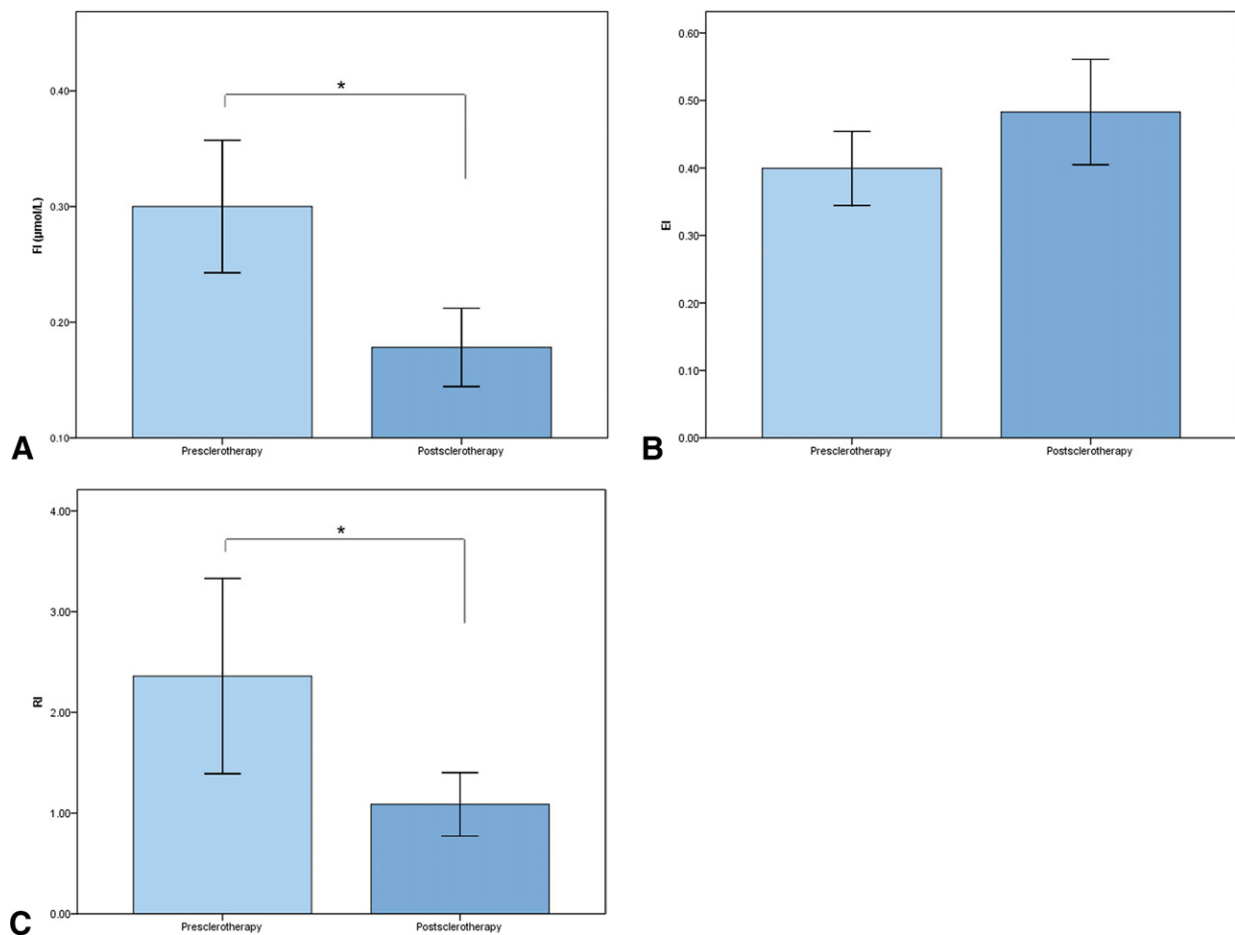 *
0.40
0.30
FI (µmol/L)
0.20
0.10
Presclerotherapy Postsclerotherapy
A
0.60
0.50
0.40
EI
0.30
0.20
0.10
0.00
Presclerotherapy Postsclerotherapy
B
4.00
*
3.00
RI
2.00
1.00
0.00
Presclerotherapy Postsclerotherapy
C